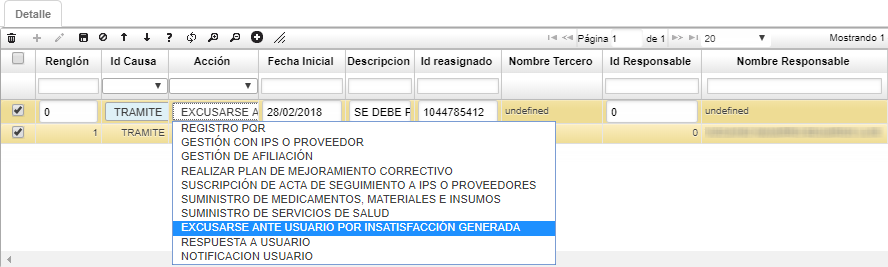 Detalle
Página 1 de 1 20 Mostrando 1
Renglón Id Causa Acción Fecha Inicial Descripcion Id reasignado Nombre Tercero Id Responsable Nombre Responsable
0 TRAMITE EXCUSARSE A 28/02/2018 SE DEBE 1044785412 undefined 0 undefined
1 TRAMITE 0
REGISTRO PQR
GESTIÓN CON IPS O PROVEEDOR
GESTIÓN DE AFILIACIÓN
REALIZAR PLAN DE MEJORAMIENTO CORRECTIVO
SUSCRIPCIÓN DE ACTA DE SEGUIMIENTO A IPS O PROVEEDORES
SUMINISTRO DE MEDICAMENTOS, MATERIALES E INSUMOS
SUMINISTRO DE SERVICIOS DE SALUD
EXCUSARSE ANTE USUARIO POR INSATISFACCIÓN GENERADA
RESPUESTA A USUARIO
NOTIFICACION USUARIO